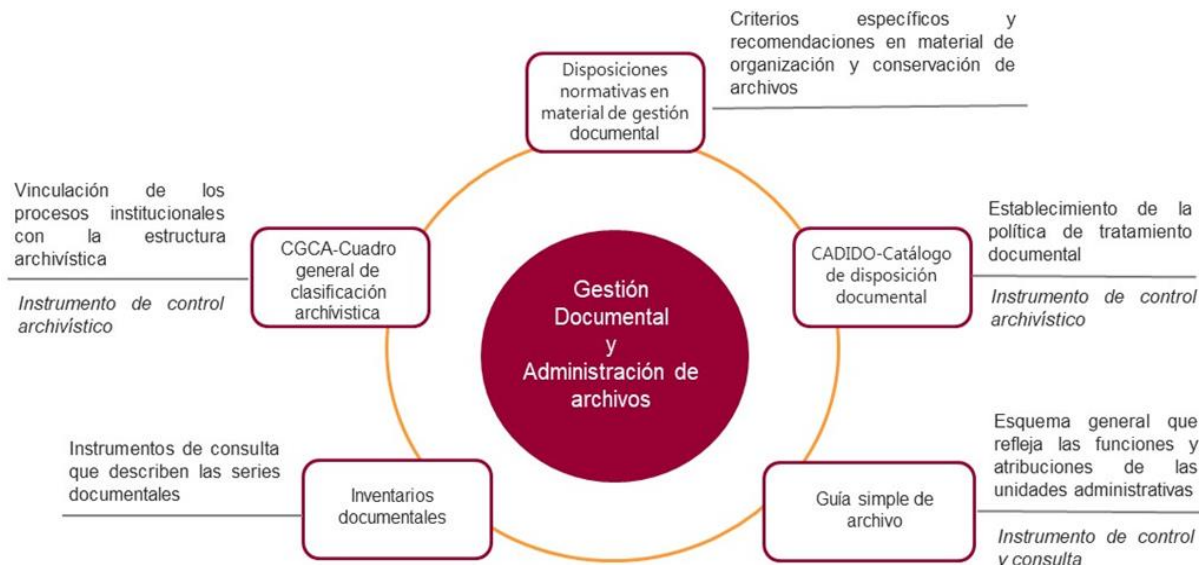 Criterios específicos y
recomendaciones en material de
organización y conservación de
archivos
Disposiciones
normativas en
material de gestión
documental
Vinculación de los
procesos institucionales
con la estructura
archivística
Instrumento de control
archivístico
CGCA-Cuadro
general de
clasificación
archívistica
CADIDO-Catálogo
de disposición
documental
Establecimiento de la
política de tratamiento
documental
Instrumento de control
archivístico
Gestión
Documental
y
Administración de
archivos
Instrumentos de consulta
que describen las series
documentales
Inventarios
documentales
Guía simple de
archivo
Esquema general que
refleja las funciones y
atribuciones de las
unidades administrativas
Instrumento de control
y consulta